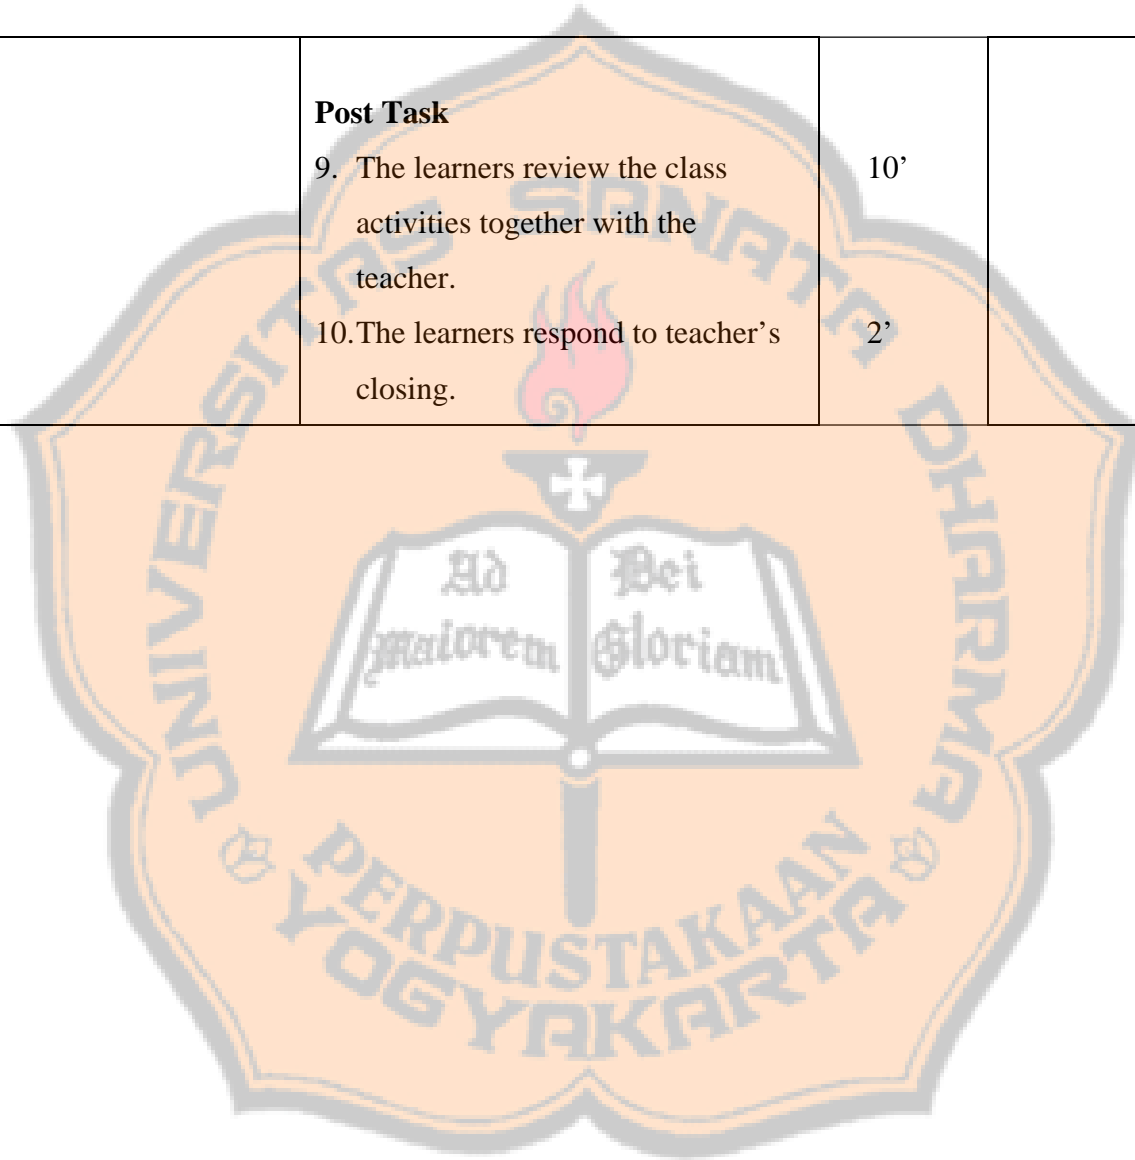 Post Task
9. The learners review the class 10’
activities together with the
teacher.
10.The learners respond to teacher’s 2’
closing.
UNIVERSITAS SANATA DHARMA
Ad Dei
Maiorem Gloriam
PERPUSTAKAAN
YOGYAKARTA